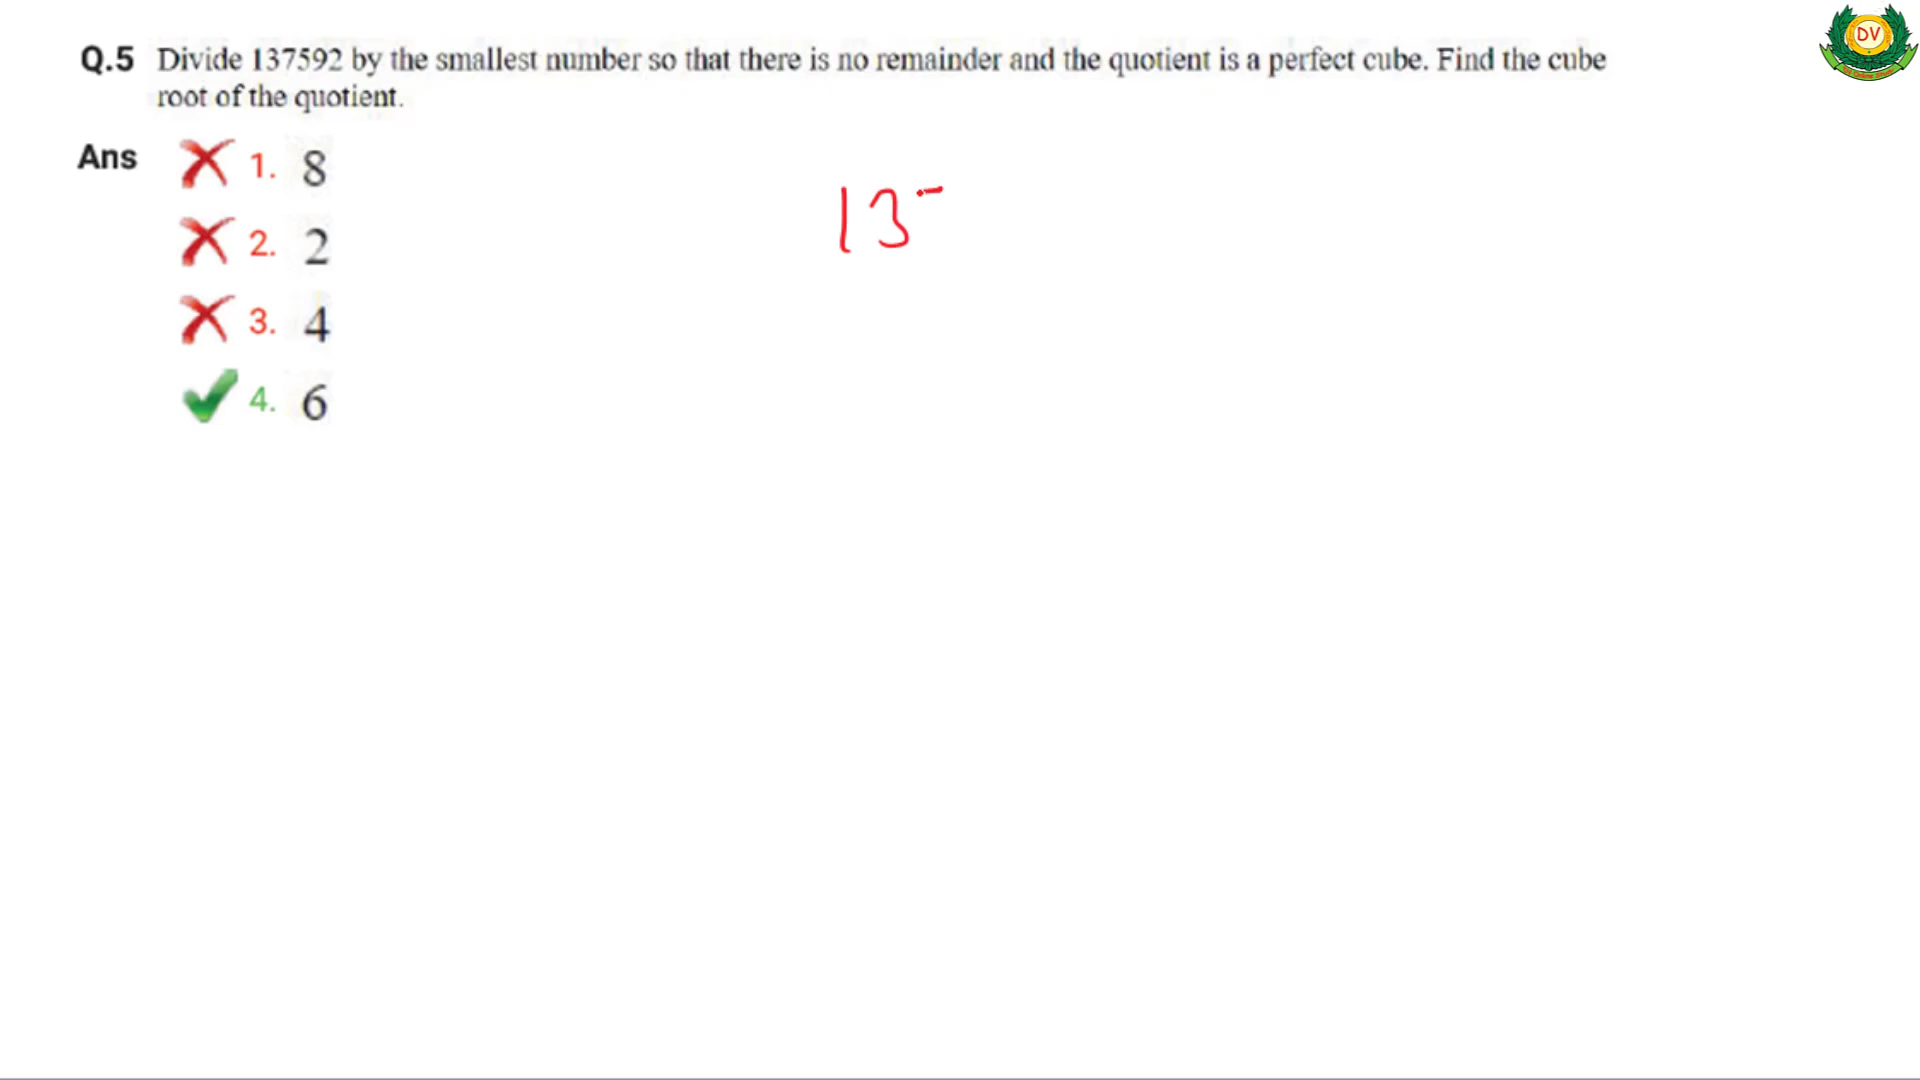 DV
Q.5 Divide 137592 by the smallest number so that there is no remainder and the quotient is a perfect cube. Find the cube
root of the quotient.
Ans 1. 8
2. 2
3. 4
4. 6
13